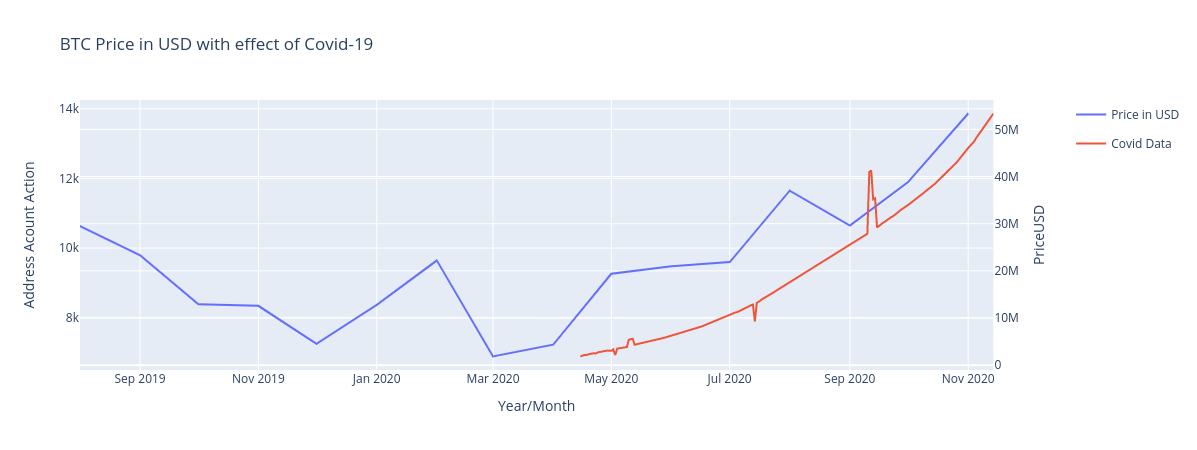 BTC Price in USD with effect of Covid-19
14k
12k
10k
8k
Address Acount Action
50M
40M
30M
20M
10M
0
PriceUSD
Price in USD
Covid Data
Sep 2019
Nov 2019
Jan 2020
Mar 2020
May 2020
Jul 2020
Sep 2020
Nov 2020
Year/Month